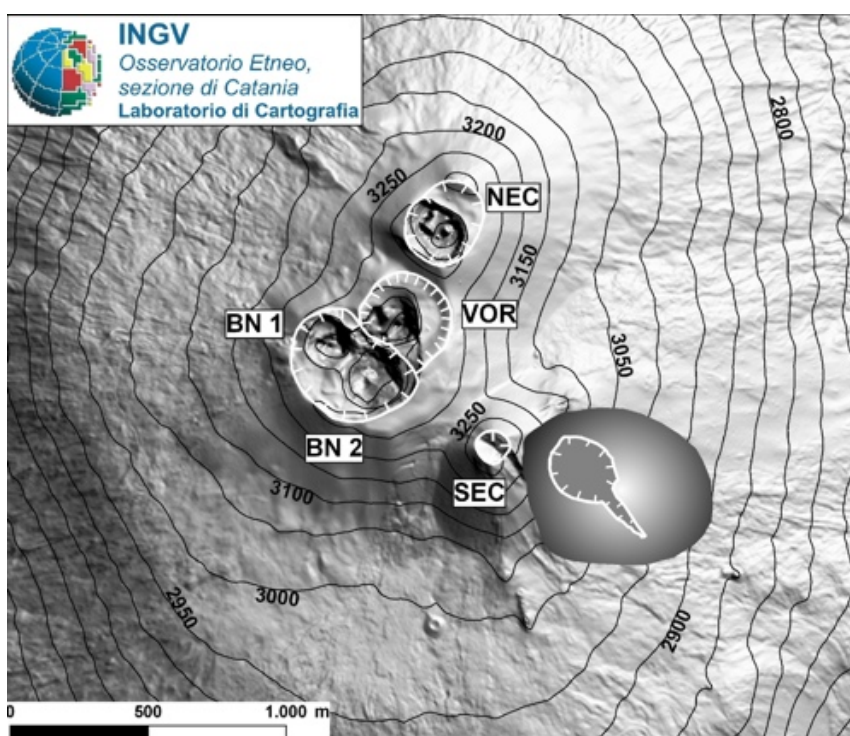 INGV
Osservatorio Etneo,
sezione di Catania
Laboratorio di Cartografia
2800
3200
3250
NEC
3150
BN 1
VOR
3050
3250
BN 2
SEC
3100
3000
2950
2900
0 500 1.000 m